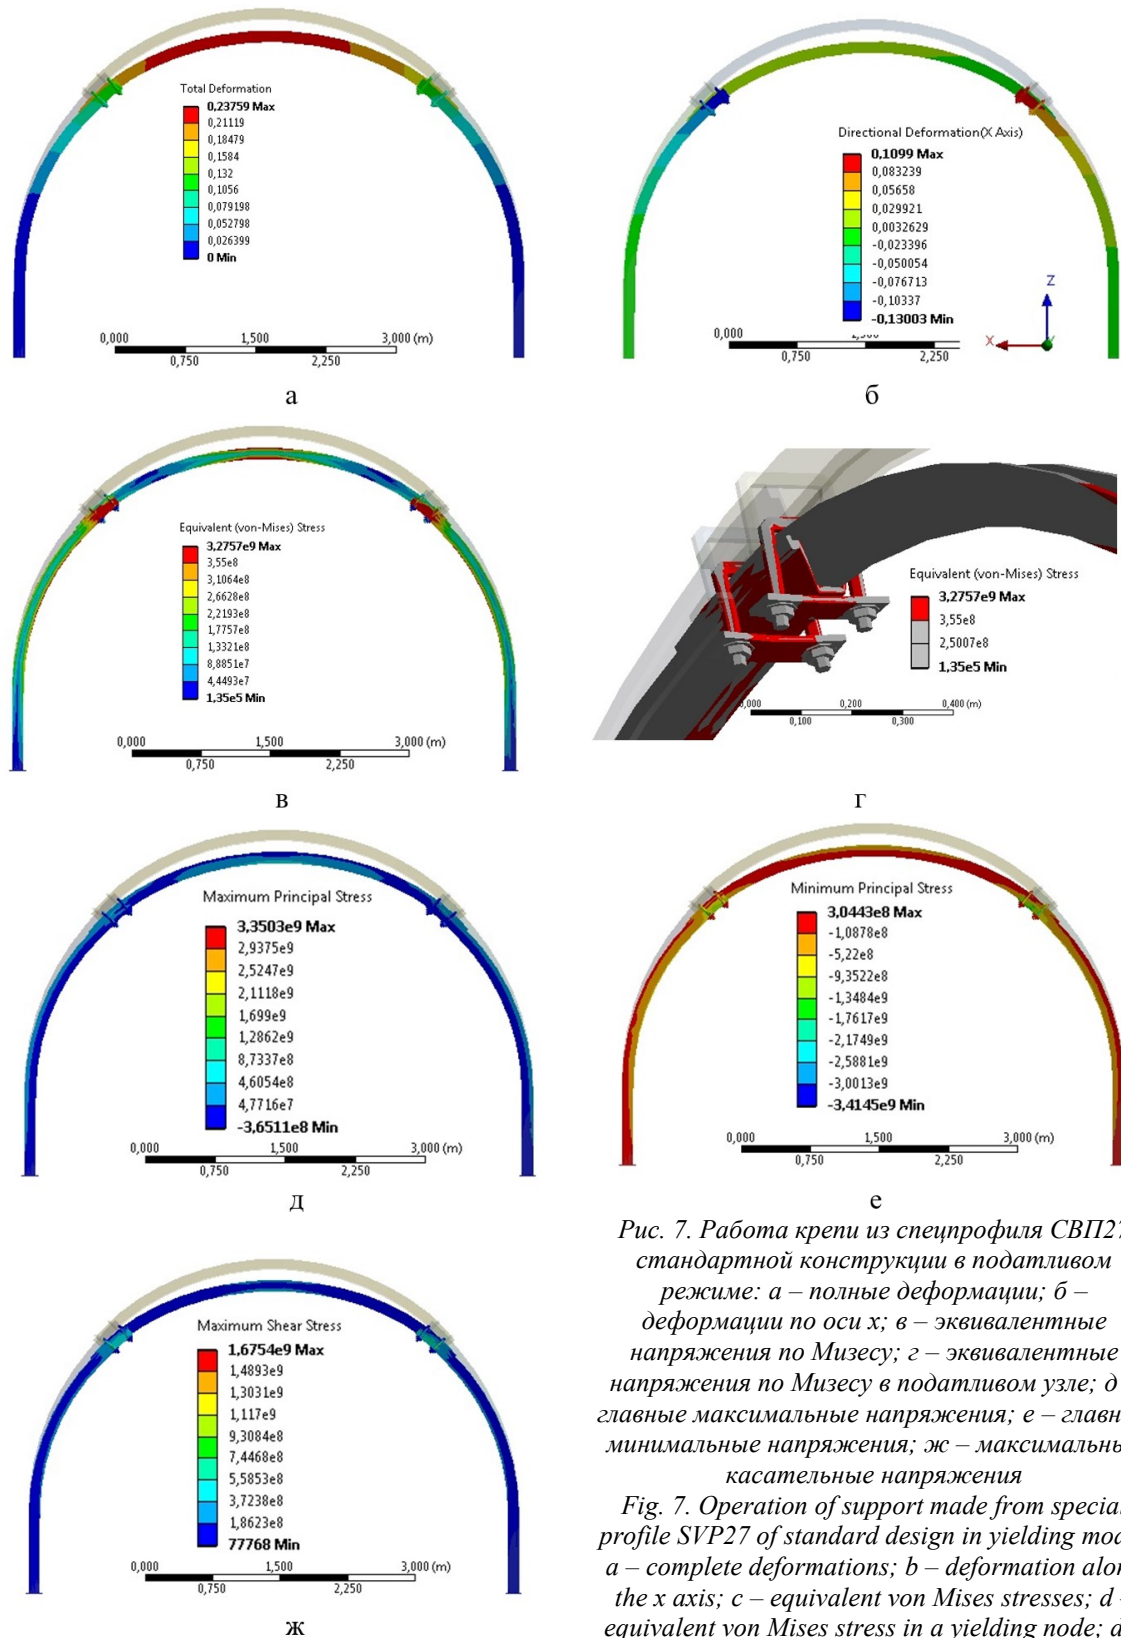 Total Deformation
0,23759 Max
0,21119
0,18479
0,1584
0,132
0,1056
0,079198
0,052798
0,026399
0 Min
0,000 1,500 3,000 (m)
0,750 2,250
а
Directional Deformation(X Axis)
0,1099 Max
0,083239
0,05658
0,029921
0,0032629
-0,023396
-0,050054
-0,076713
-0,10337
-0,13003 Min
Z
X
0,000
0,750 2,250
б
Equivalent (von-Mises) Stress
3,2757e9 Max
3,55e8
3,1064e8
2,6628e8
2,2193e8
1,7757e8
1,3321e8
8,8851e7
4,4493e7
1,35e5 Min
0,000 1,500 3,000 (m)
0,750 2,250
в
Equivalent (von-Mises) Stress
3,2757e9 Max
3,55e8
2,5007e8
1,35e5 Min
0,200 0,400 (m)
0,100 0,300
г
Maximum Principal Stress
3,3503e9 Max
2,9375e9
2,5247e9
2,1118e9
1,699e9
1,2862e9
8,7337e8
4,6054e8
4,7716e7
-3,6511e8 Min
0,000 1,500 3,000 (m)
0,750 2,250
д
Minimum Principal Stress
3,0443e8 Max
-1,0878e8
-5,22e8
-9,3522e8
-1,3484e9
-1,7617e9
-2,1749e9
-2,5881e9
-3,0013e9
-3,4145e9 Min
0,000 1,500 3,000 (m)
0,750 2,250
е
Maximum Shear Stress
1,6754e9 Max
1,4893e9
1,3031e9
1,117e9
9,3084e8
7,4468e8
5,5853e8
3,7238e8
1,8623e8
77768 Min
0,000 1,500 3,000 (m)
0,750 2,250
ж
Рис. 7. Работа крепи из спецпрофиля СВП27
стандартной конструкции в податливом
режиме: а – полные деформации; б –
деформации по оси х; в – эквивалентные
напряжения по Мизесу; г – эквивалентные
напряжения по Мизесу в податливом узле; д
главные максимальные напряжения; е – главн
минимальные напряжения; ж – максимальны
касательные напряжения
Fig. 7. Operation of support made from special
profile SVP27 of standard design in yielding mod
a – complete deformations; b – deformation alon
the x axis; c – equivalent von Mises stresses; d –
equivalent von Mises stress in a yielding node; d